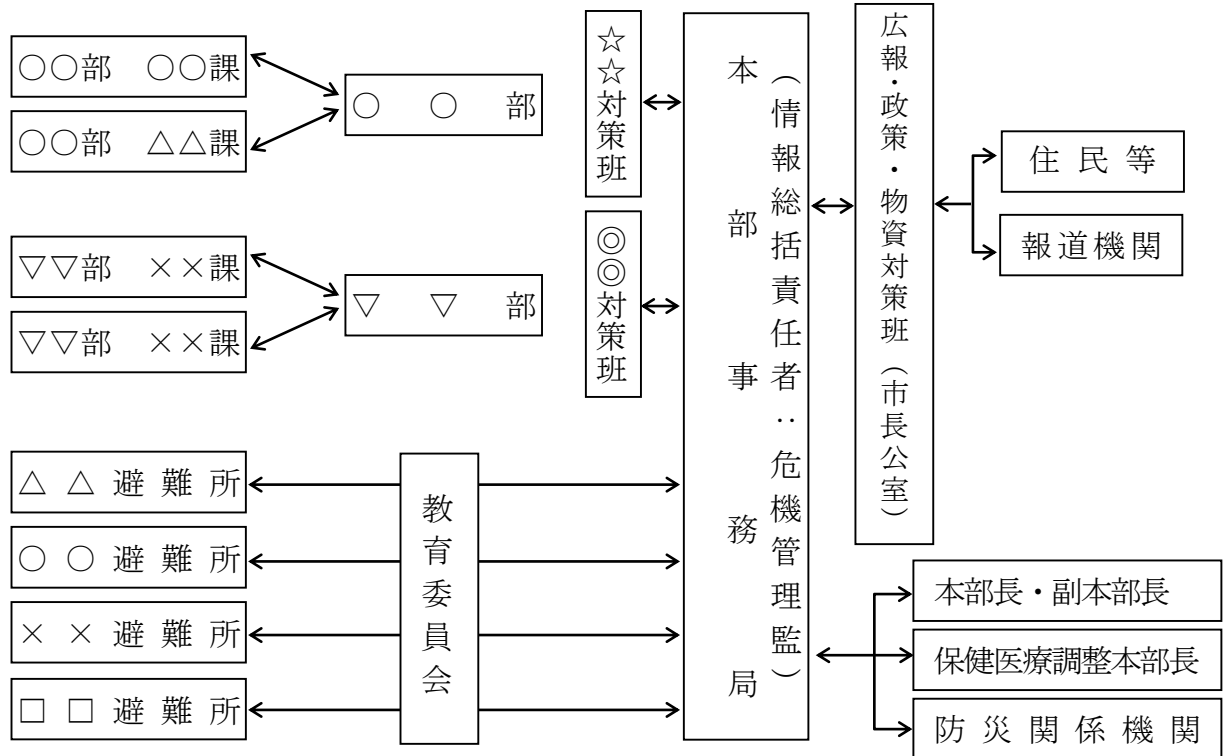 ○○部　○○課
○○部　△△課
○　○　部
☆☆対策班
▽▽部　××課
▽▽部　××課
▽　▽　部
◎◎対策班
△ △ 避 難 所
○ ○ 避 難 所
× × 避 難 所
□ □ 避 難 所
教育委員会
本部事務局
（情報総括責任者：危機管理監）
広報・政策・物資対策班（市長公室）
住 民 等
報道機関
本部長・副本部長
保健医療調整本部長
防 災 関 係 機 関